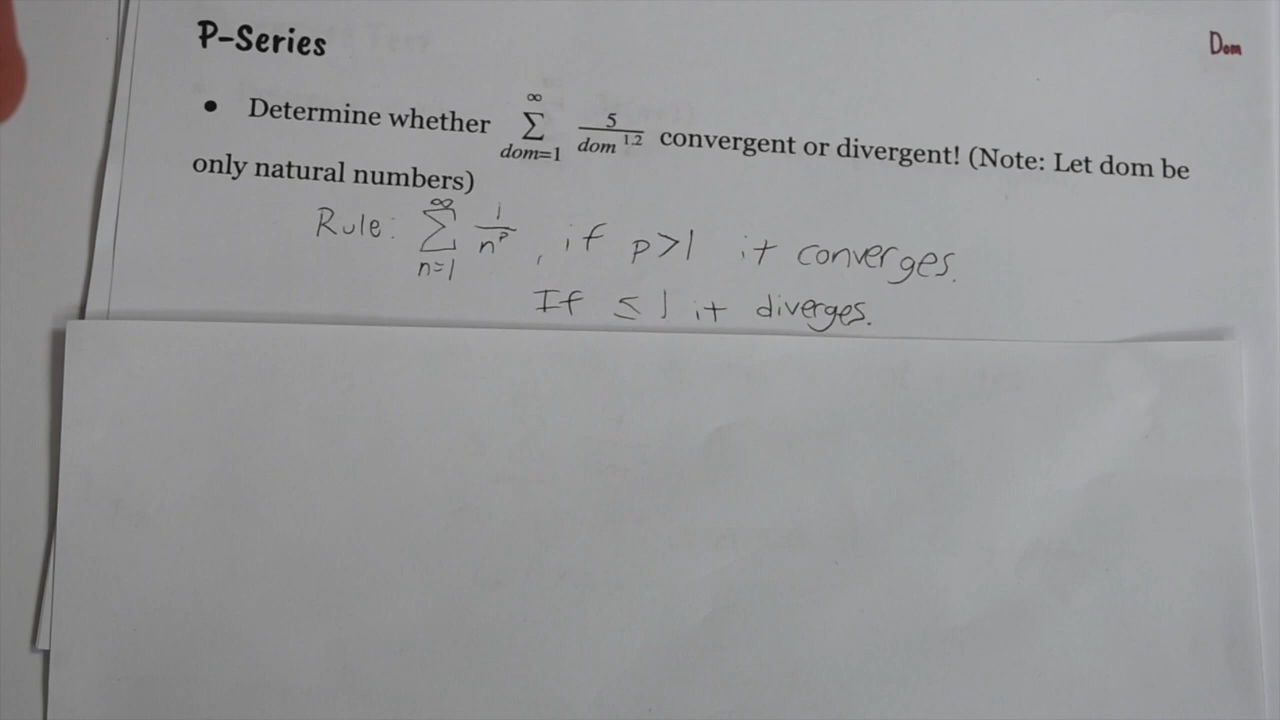 P-Series
Dom
• Determine whether ∞ Σ dom=1 5/dom^1.2 convergent or divergent! (Note: Let dom be
only natural numbers)
Rule: ∞ Σ n=1 1/n^p, if p>1 it converges.
If ≤ 1 it diverges.